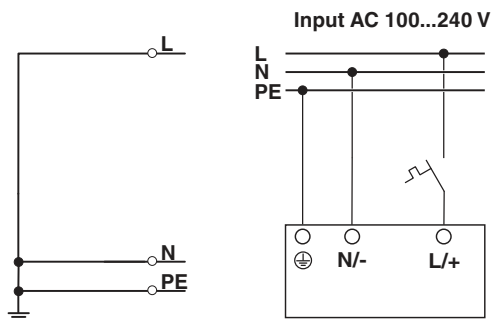 Input AC 100...240 V
L
L
N
PE
N
PE
N/-
L/+